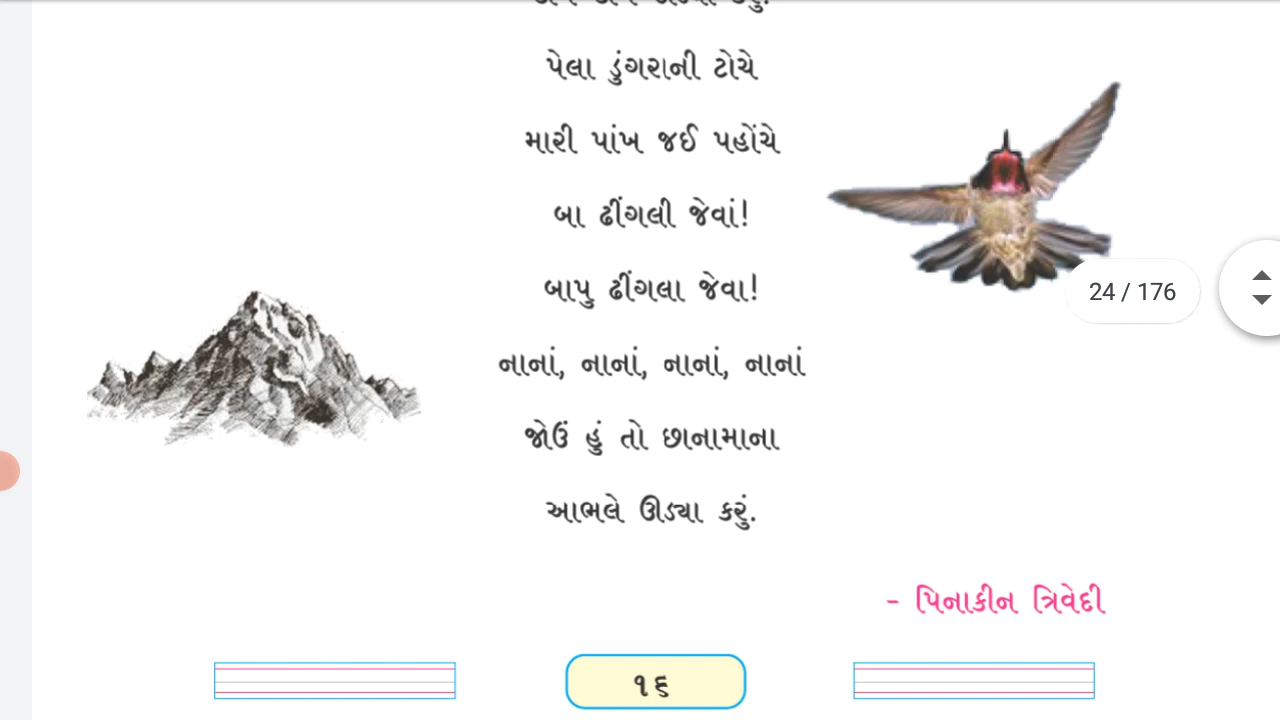 પેલા ડુંગરાની ટોચે
મારી પાંખ જઈ પહોંચે
બા ઢીંગલી જેવાં!
બાપુ ઢીંગલા જેવા!
24 / 176
નાનાં, નાનાં, નાનાં, નાનાં
જોઉં હું તો છાનામાના
આભલે ઊડ્યા કરું.
- પિનાકીન ત્રિવેદી
૧૬